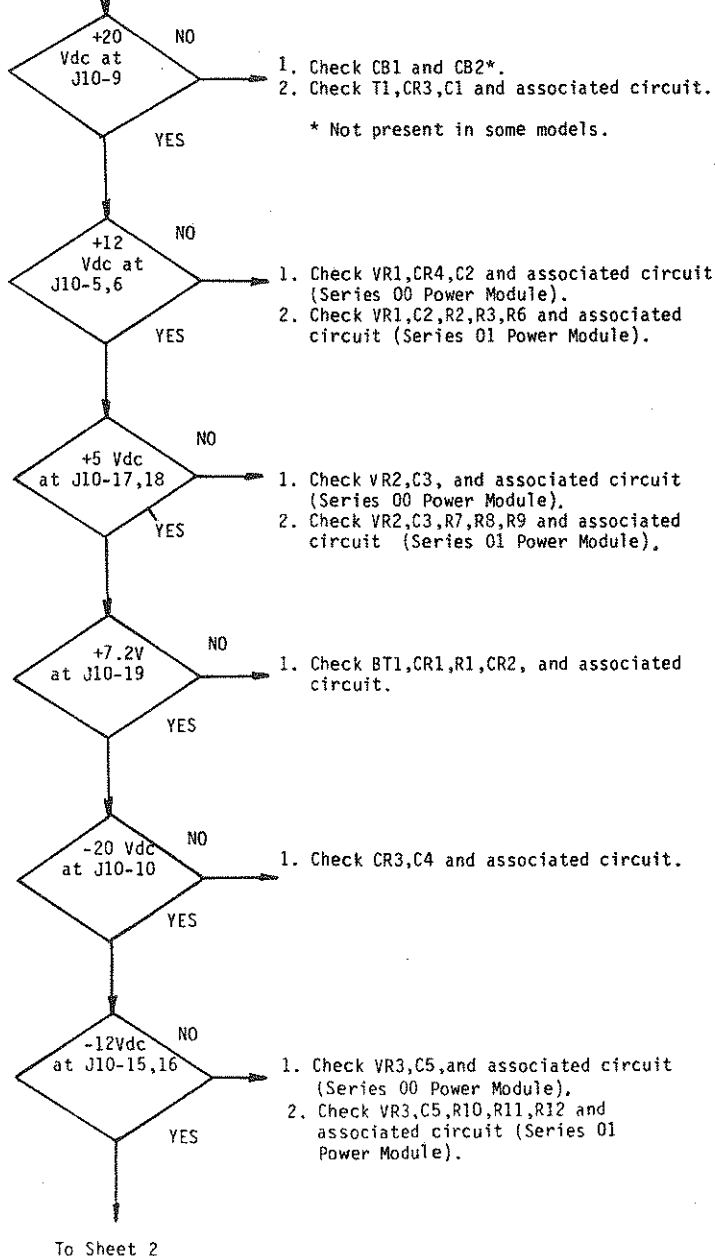 +20
Vdc at
J10-9
NO
YES
1. Check CB1 and CB2*.
2. Check T1,CR3,C1 and associated circuit.
* Not present in some models.
+12
Vdc at
J10-5,6
NO
YES
1. Check VR1,CR4,C2 and associated circuit
(Series 00 Power Module).
2. Check VR1,C2,R2,R3,R6 and associated
circuit (Series 01 Power Module).
+5 Vdc
at J10-17,18
NO
YES
1. Check VR2,C3, and associated circuit
(Series 00 Power Module).
2. Check VR2,C3,R7,R8,R9 and associated
circuit (Series 01 Power Module).
+7.2V
at J10-19
NO
YES
1. Check BT1,CR1,R1,CR2, and associated
circuit.
-20 Vdc
at J10-10
NO
YES
1. Check CR3,C4 and associated circuit.
-12Vdc
at J10-15,16
NO
YES
1. Check VR3,C5,and associated circuit
(Series 00 Power Module).
2. Check VR3,C5,R10,R11,R12 and
associated circuit (Series 01
Power Module).
To Sheet 2